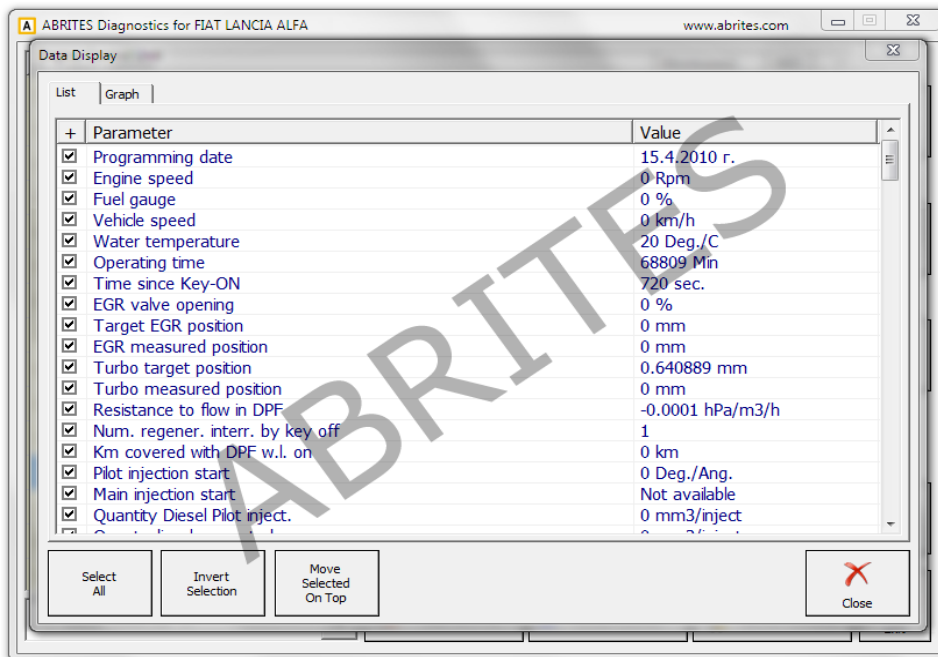 A ABRITES Diagnostics for FIAT LANCIA ALFA www.abrites.com
Data Display
List Graph
+ Parameter Value
Programming date 15.4.2010 г.
Engine speed 0 Rpm
Fuel gauge 0 %
Vehicle speed 0 km/h
Water temperature 20 Deg./C
Operating time 68809 Min
Time since Key-ON 720 sec.
EGR valve opening 0 %
Target EGR position 0 mm
EGR measured position 0 mm
Turbo target position 0.640889 mm
Turbo measured position 0 mm
Resistance to flow in DPF -0.0001 hPa/m3/h
Num. regener. interr. by key off 1
Km covered with DPF w.l. on 0 km
Pilot injection start 0 Deg./Ang.
Main injection start Not available
Quantity Diesel Pilot inject. 0 mm3/inject
ABRITES
Select
All
Invert
Selection
Move
Selected
On Top
Close